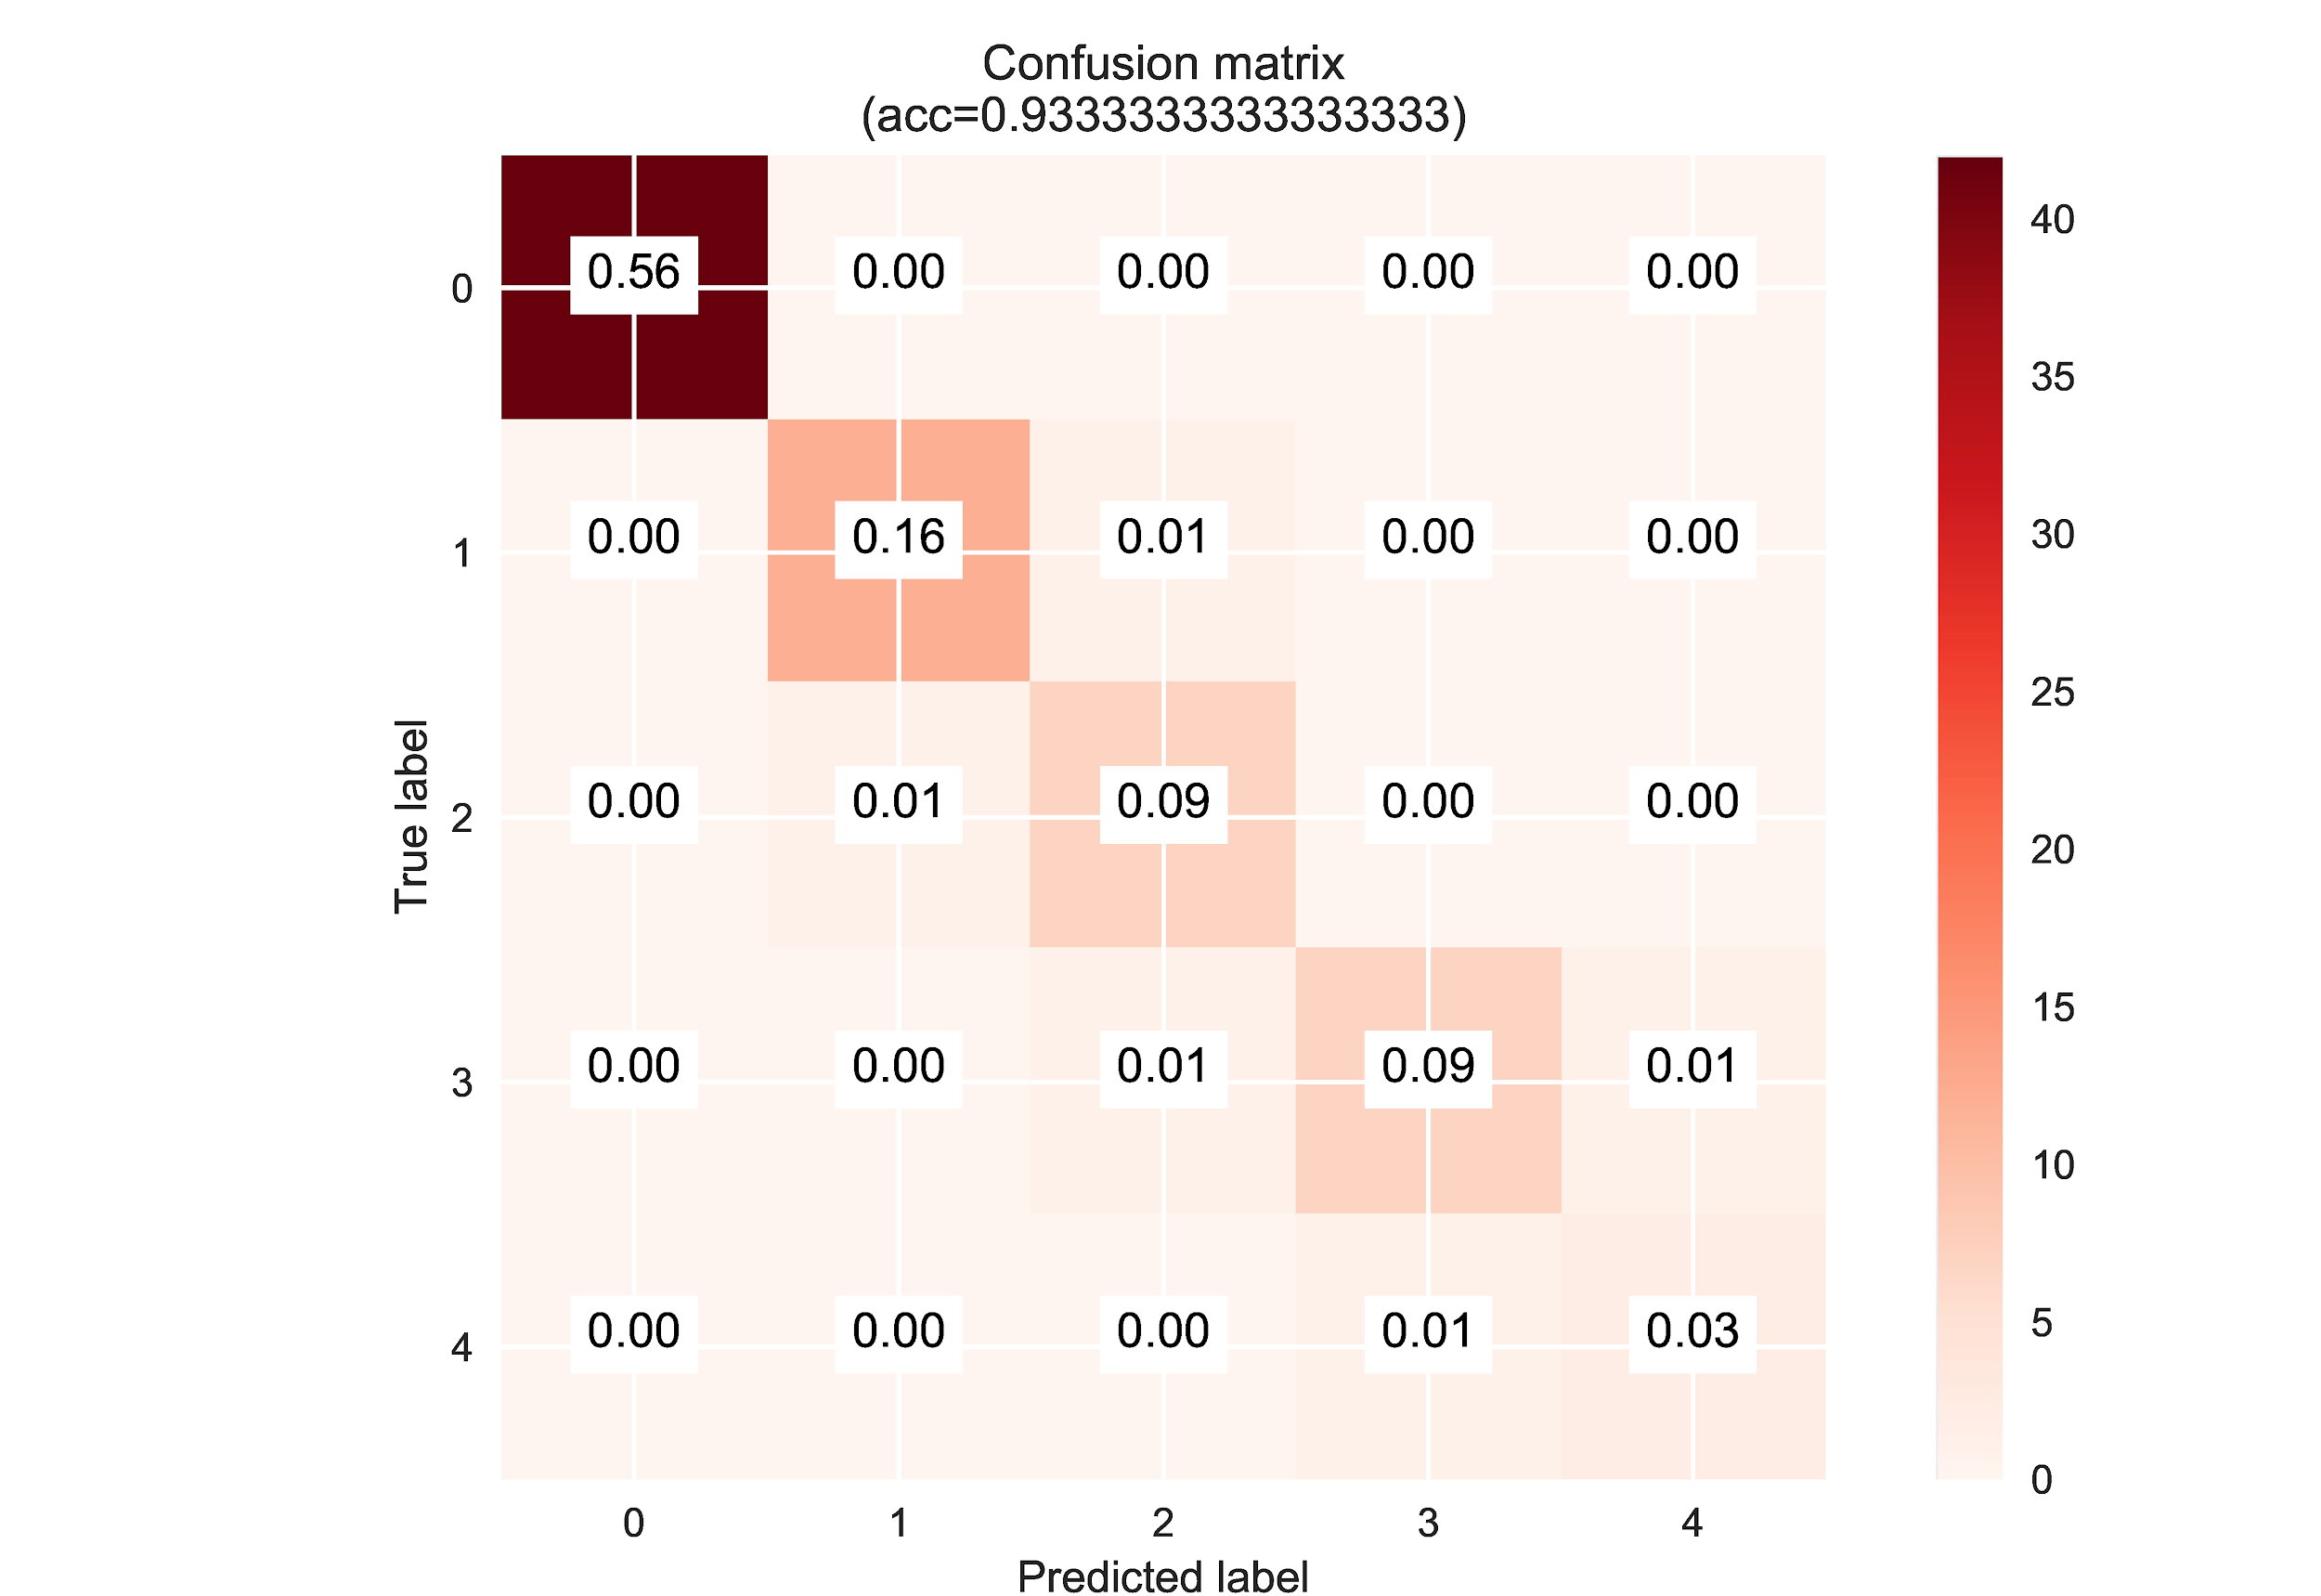 Confusion matrix
(acc=0.9333333333333333)
0 0.56 0.00 0.00 0.00 0.00
1 0.00 0.16 0.01 0.00 0.00
2 0.00 0.01 0.09 0.00 0.00
3 0.00 0.00 0.01 0.09 0.01
4 0.00 0.00 0.00 0.01 0.03
True label
0 1 2 3 4
Predicted label
40
35
30
25
20
15
10
5
0